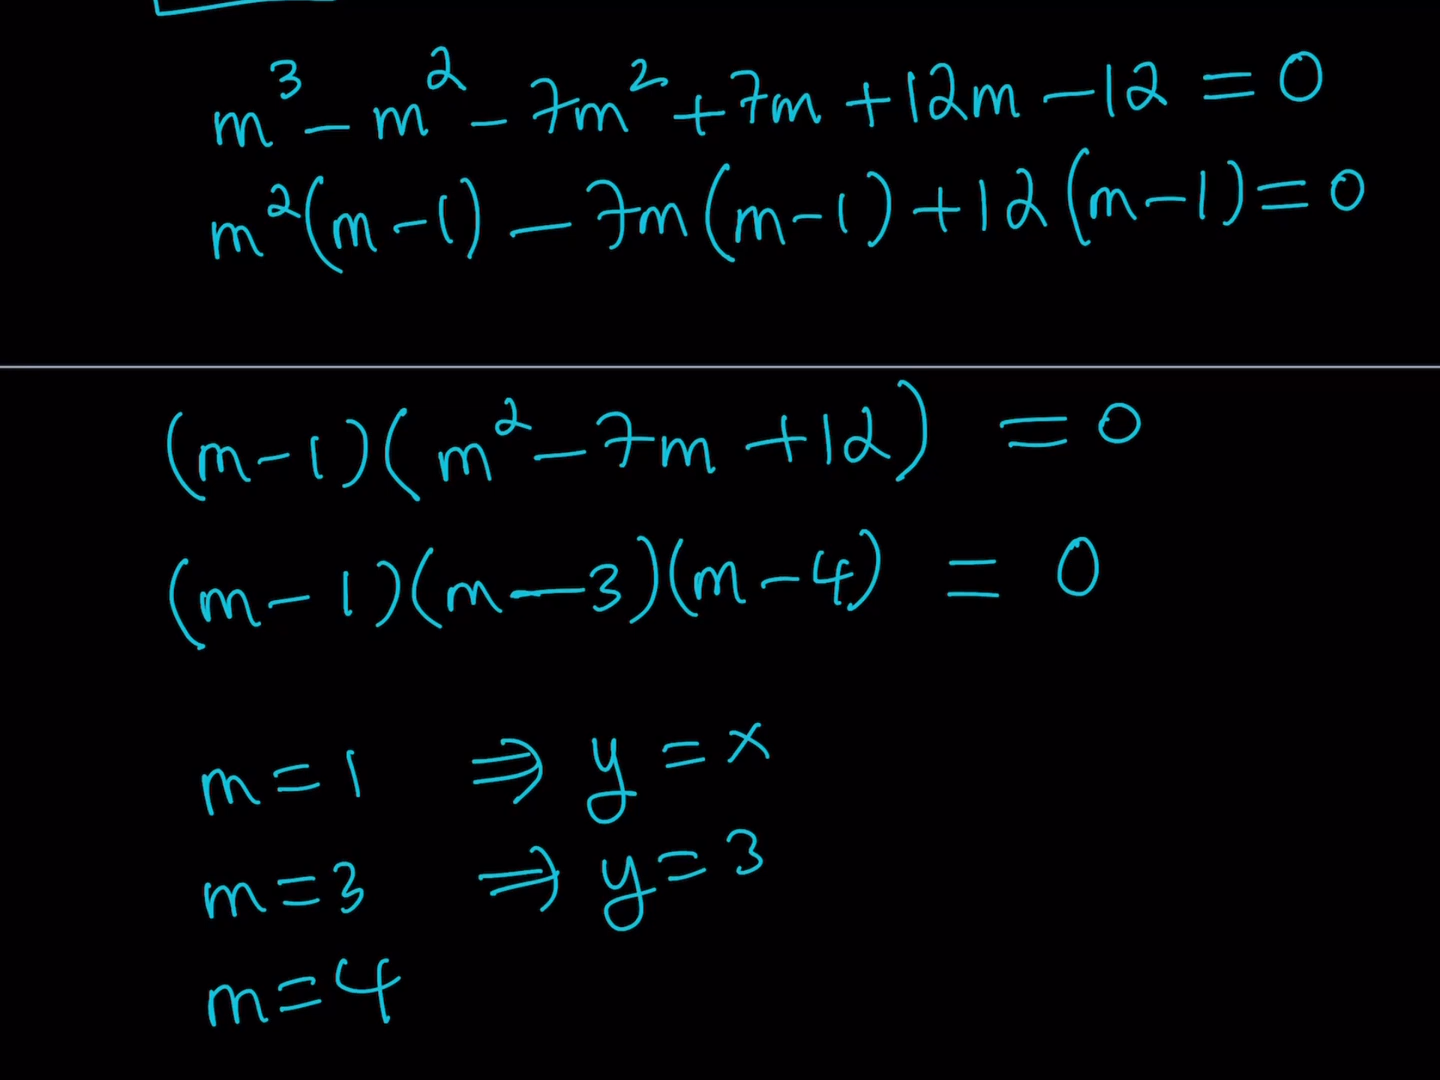 m³ - m² - 7m² + 7m + 12m - 12 = 0
m²(m-1) - 7m(m-1) + 12(m-1) = 0
(m-1)(m² - 7m + 12) = 0
(m-1)(m-3)(m-4) = 0
m = 1 ⇒ y = x
m = 3 ⇒ y = 3
m = 4